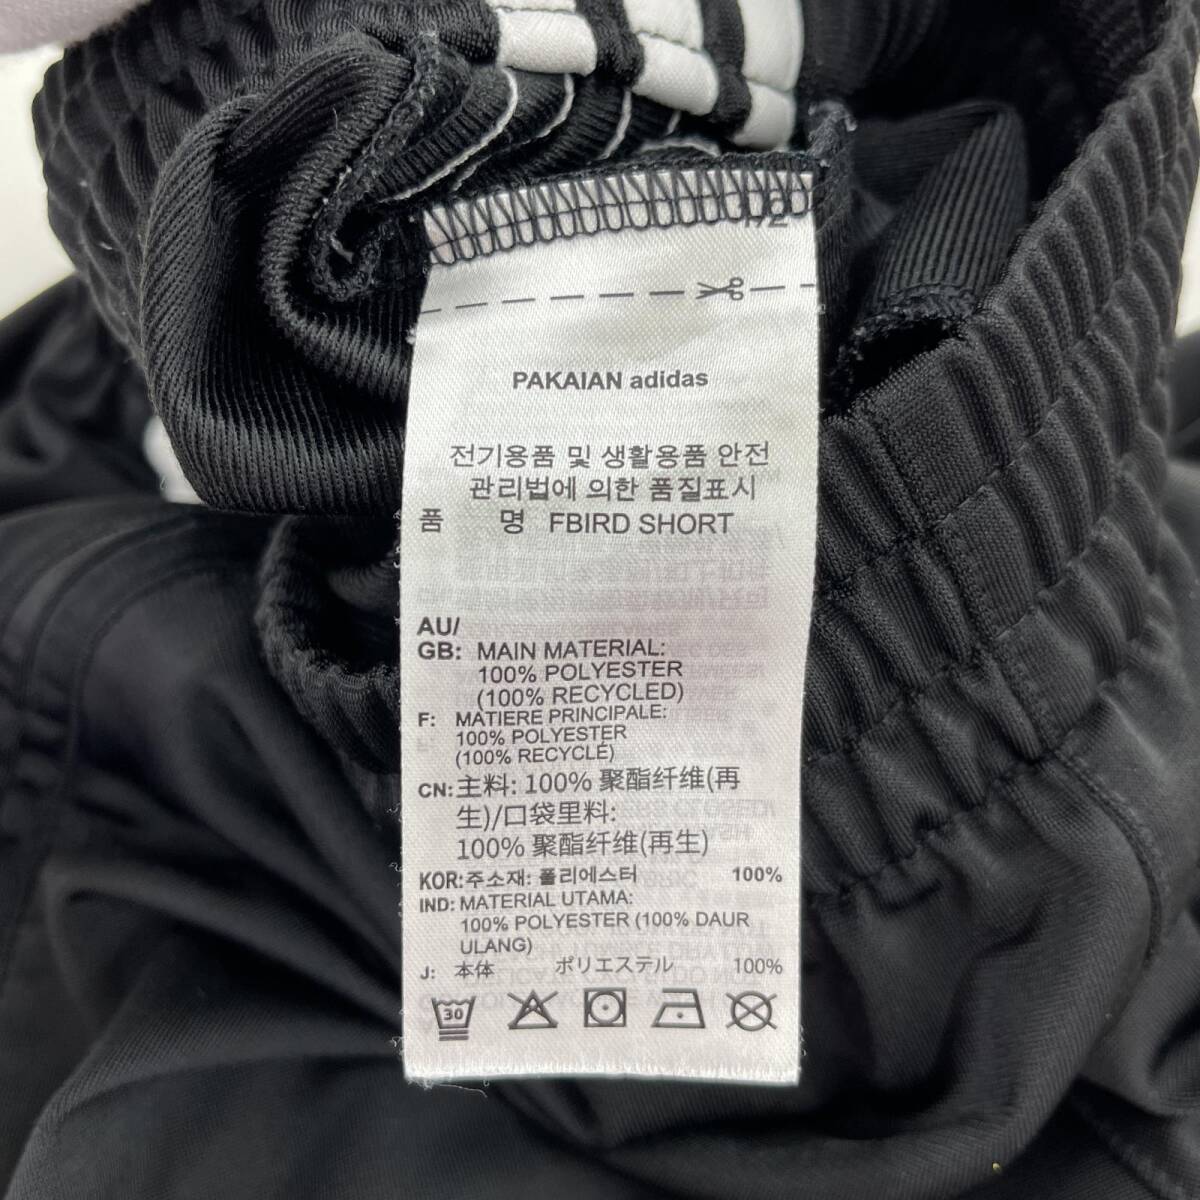 1/2
PAKAIAN adidas
전기용품 및 생활용품 안전
관리법에 의한 품질표시
품 명 FBIRD SHORT
AU/
GB: MAIN MATERIAL:
100% POLYESTER
(100% RECYCLED)
F: MATIERE PRINCIPALE:
100% POLYESTER
(100% RECYCLÉ)
CN: 主料: 100% 聚酯纤维(再
生)/口袋里料:
100% 聚酯纤维(再生)
KOR: 주소재: 폴리에스터 100%
IND: MATERIAL UTAMA:
100% POLYESTER (100% DAUR
ULANG)
J: 本体 ポリエステル 100%
30